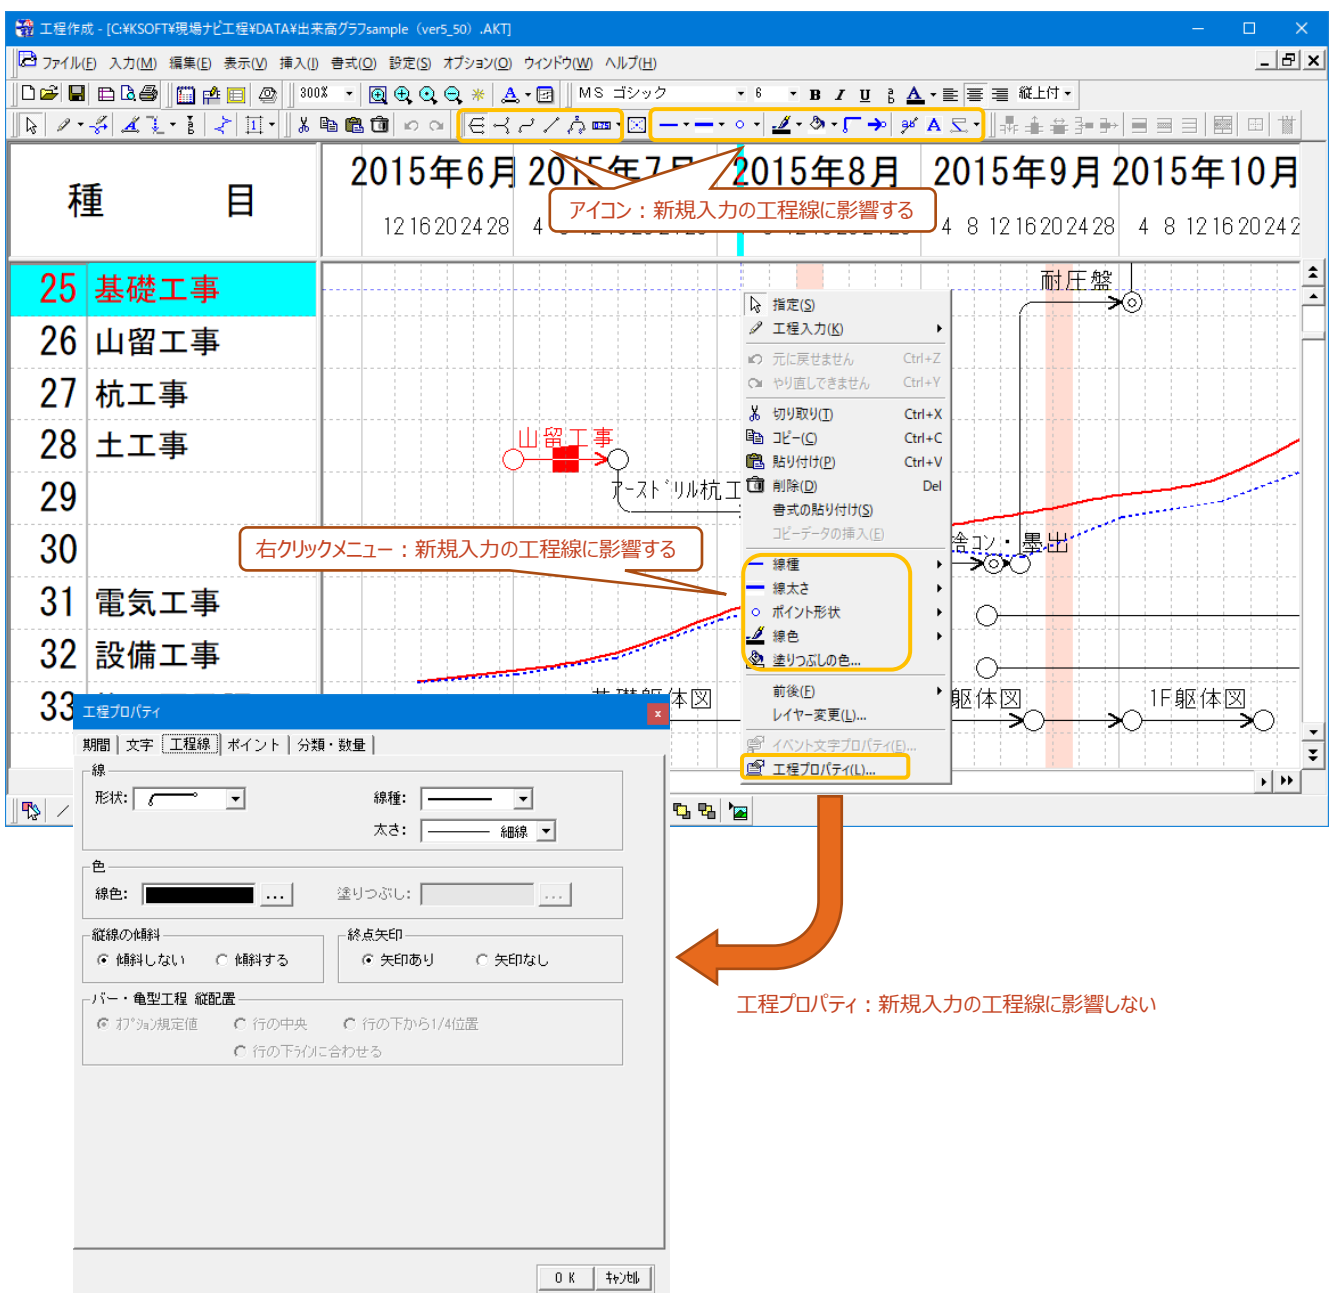 工程作成 - [C:¥KSOFT¥現場ナビ工程¥DATA¥出来高グラフsample（ver5_50）.AKT]
ファイル(F) 入力(M) 編集(E) 表示(V) 挿入(I) 書式(O) 設定(S) オプション(O) ウィンドウ(W) ヘルプ(H)
300% MS ゴシック 6 B I U 縦上付
種 目
2015年6月 2015年7月 2015年8月 2015年9月 2015年10月
12 16 20 24 28 4 4 8 12 16 20 24 28 4 8 12 16 20 24 2
アイコン：新規入力の工程線に影響する
25 基礎工事
26 山留工事
27 杭工事
28 土工事
29
30
31 電気工事
32 設備工事
33
耐圧盤
山留工事
アースドリル杭工
捨コン・墨出
躯体図
1F躯体図
右クリックメニュー：新規入力の工程線に影響する
指定(S)
工程入力(K)
元に戻せません Ctrl+Z
やり直しできません Ctrl+Y
切り取り(T) Ctrl+X
コピー(C) Ctrl+C
貼り付け(P) Ctrl+V
削除(D) Del
書式の貼り付け(S)
コピーデータの挿入(E)
線種
線太さ
ポイント形状
線色
塗りつぶしの色...
前後(F)
レイヤー変更(L)...
イベント文字プロパティ(E)...
工程プロパティ(L)...
工程プロパティ
期間 文字 工程線 ポイント 分類・数量
線
形状: 線種:
太さ: 細線
色
線色: ... 塗りつぶし: ...
縦線の傾斜 終点矢印
傾斜しない 傾斜する 矢印あり 矢印なし
バー・亀型工程 縦配置
オプション規定値 行の中央 行の下から1/4位置
行の下ラインに合わせる
OK キャンセル
工程プロパティ：新規入力の工程線に影響しない